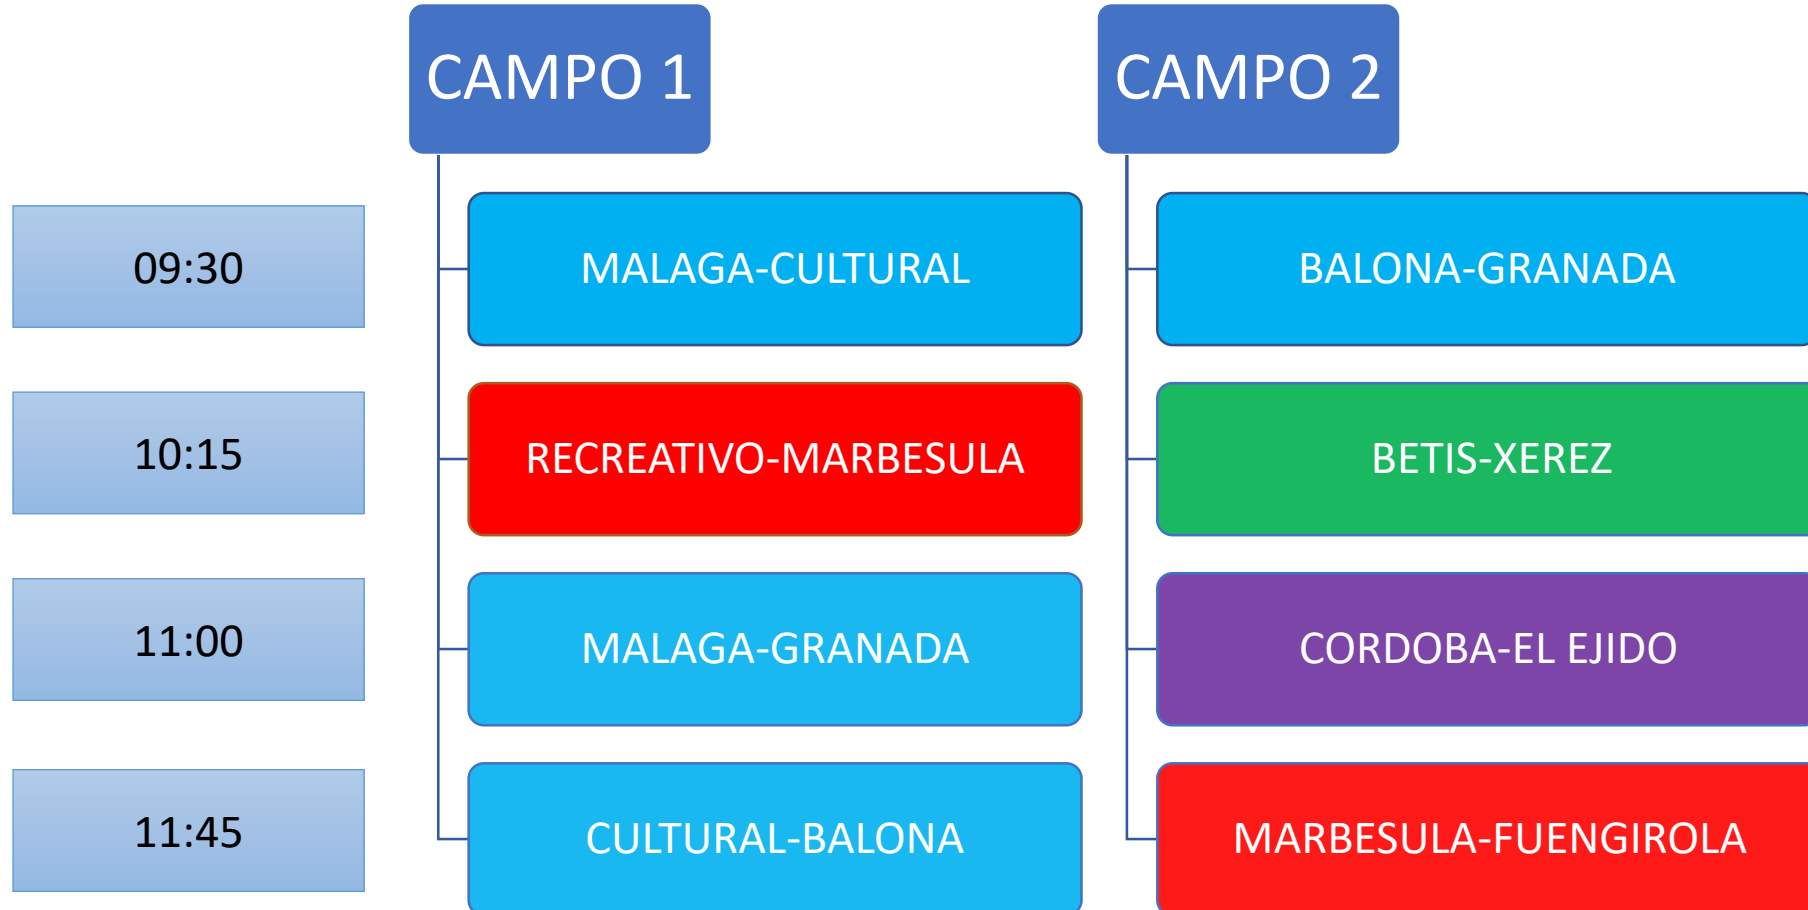 CAMPO 1
CAMPO 2
09:30
MALAGA-CULTURAL
BALONA-GRANADA
10:15
RECREATIVO-MARBESULA
BETIS-XEREZ
11:00
MALAGA-GRANADA
CORDOBA-EL EJIDO
11:45
CULTURAL-BALONA
MARBESULA-FUENGIROLA